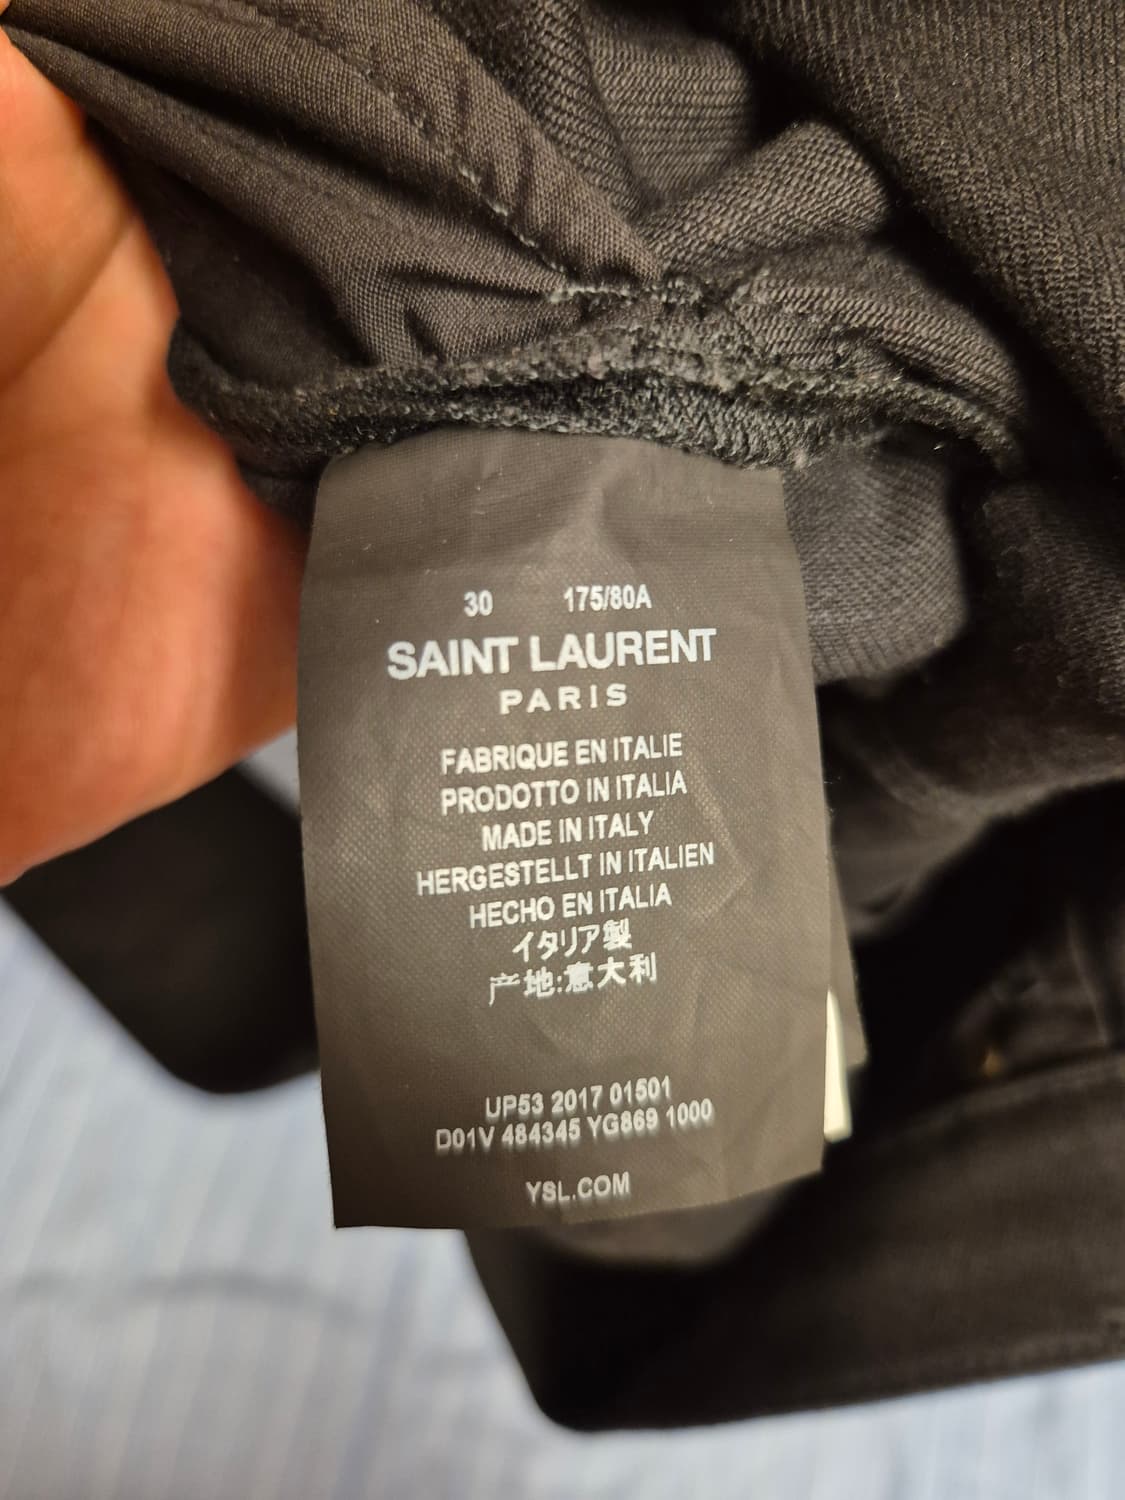 30 175/80A
SAINT LAURENT
PARIS
FABRIQUE EN ITALIE
PRODOTTO IN ITALIA
MADE IN ITALY
HERGESTELLT IN ITALIEN
HECHO EN ITALIA
イタリア製
产地:意大利
UP53 2017 01501
D01V 484345 YG869 1000
YSL.COM